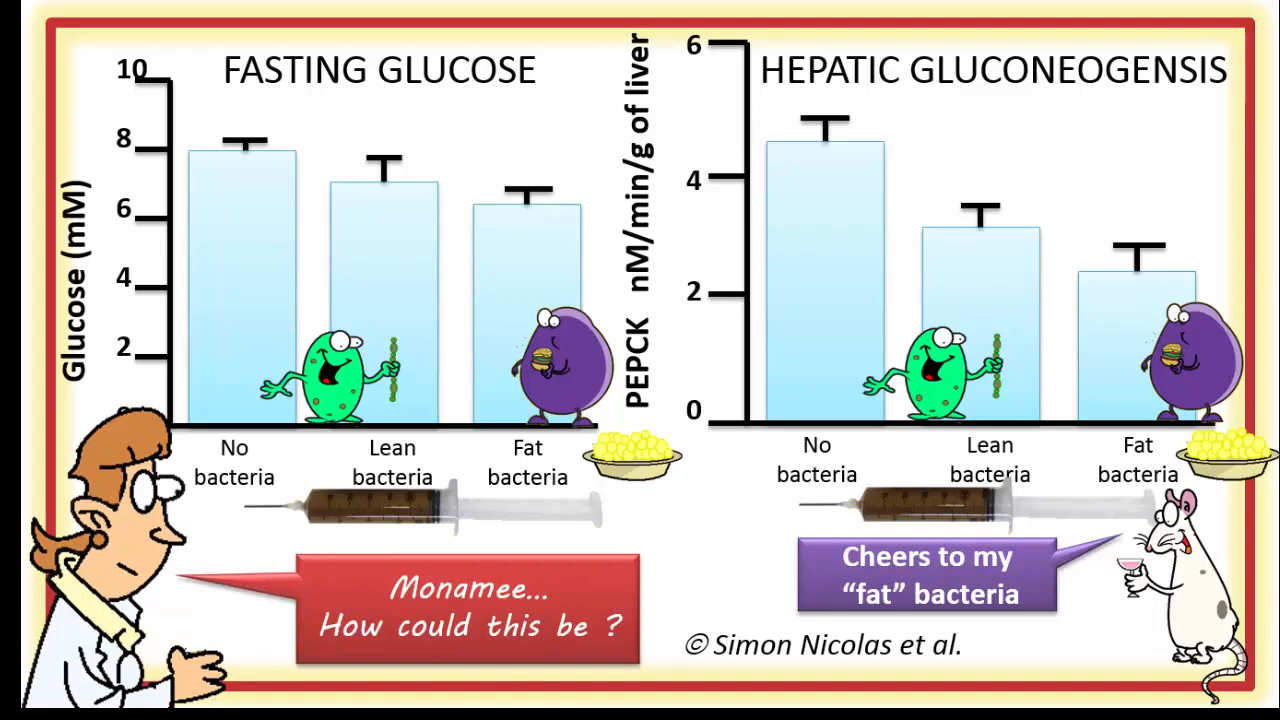 FASTING GLUCOSE
10
8
6
4
2
Glucose (mM)
No
bacteria
Lean
bacteria
Fat
bacteria
HEPATIC GLUCONEOGENSIS
6
4
2
0
PEPCK nM/min/g of liver
No
bacteria
Lean
bacteria
Fat
bacteria
Monamee...
How could this be ?
Cheers to my
“fat” bacteria
© Simon Nicolas et al.